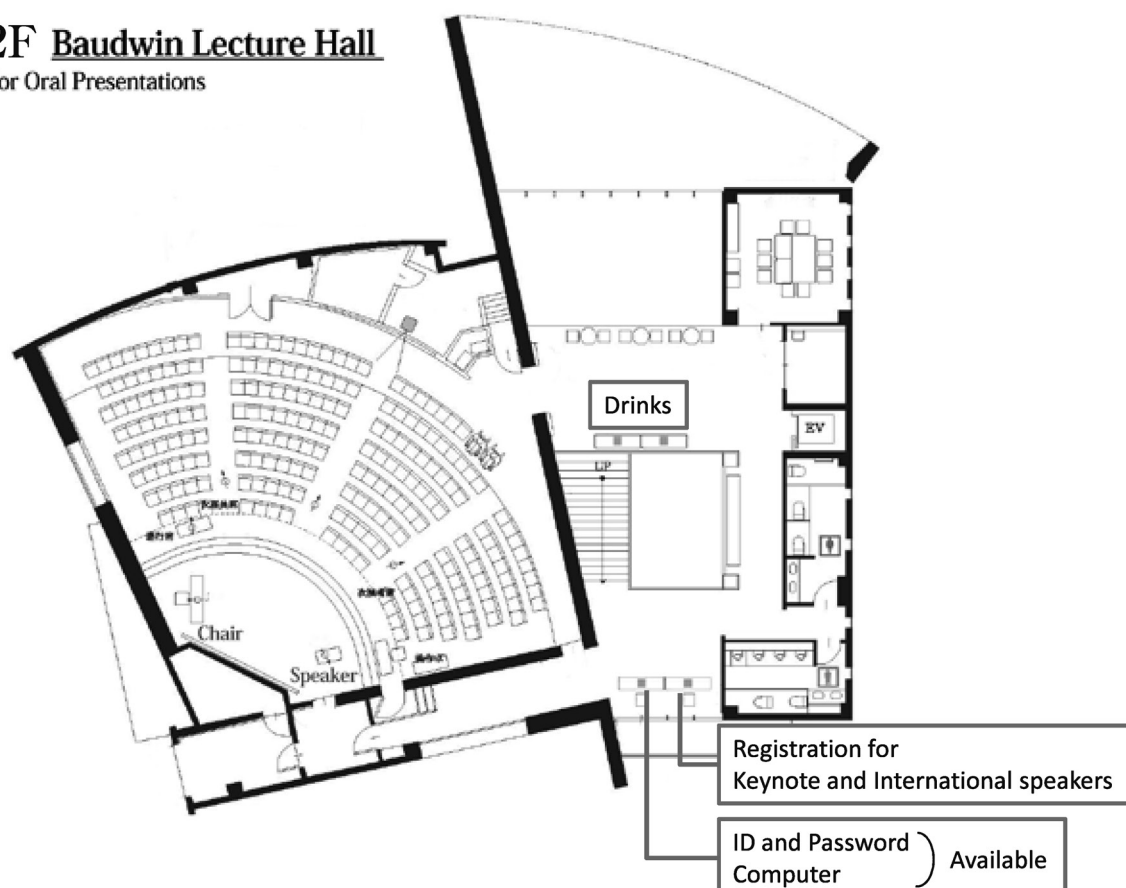 2F Baudwin Lecture Hall
or Oral Presentations
Drinks
EV
UP
Chair
Speaker
Registration for
Keynote and International speakers
ID and Password
Computer
Available